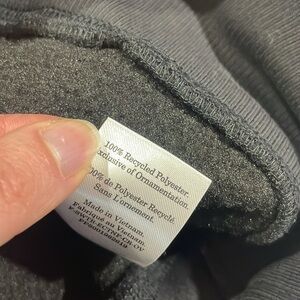 100% Recycled Polyester
Exclusive of Ornamentation.
100% de Polyester Recyclé
Sans L'ornement.
Made in Vietnam.
Fabriqué au Vietnam.